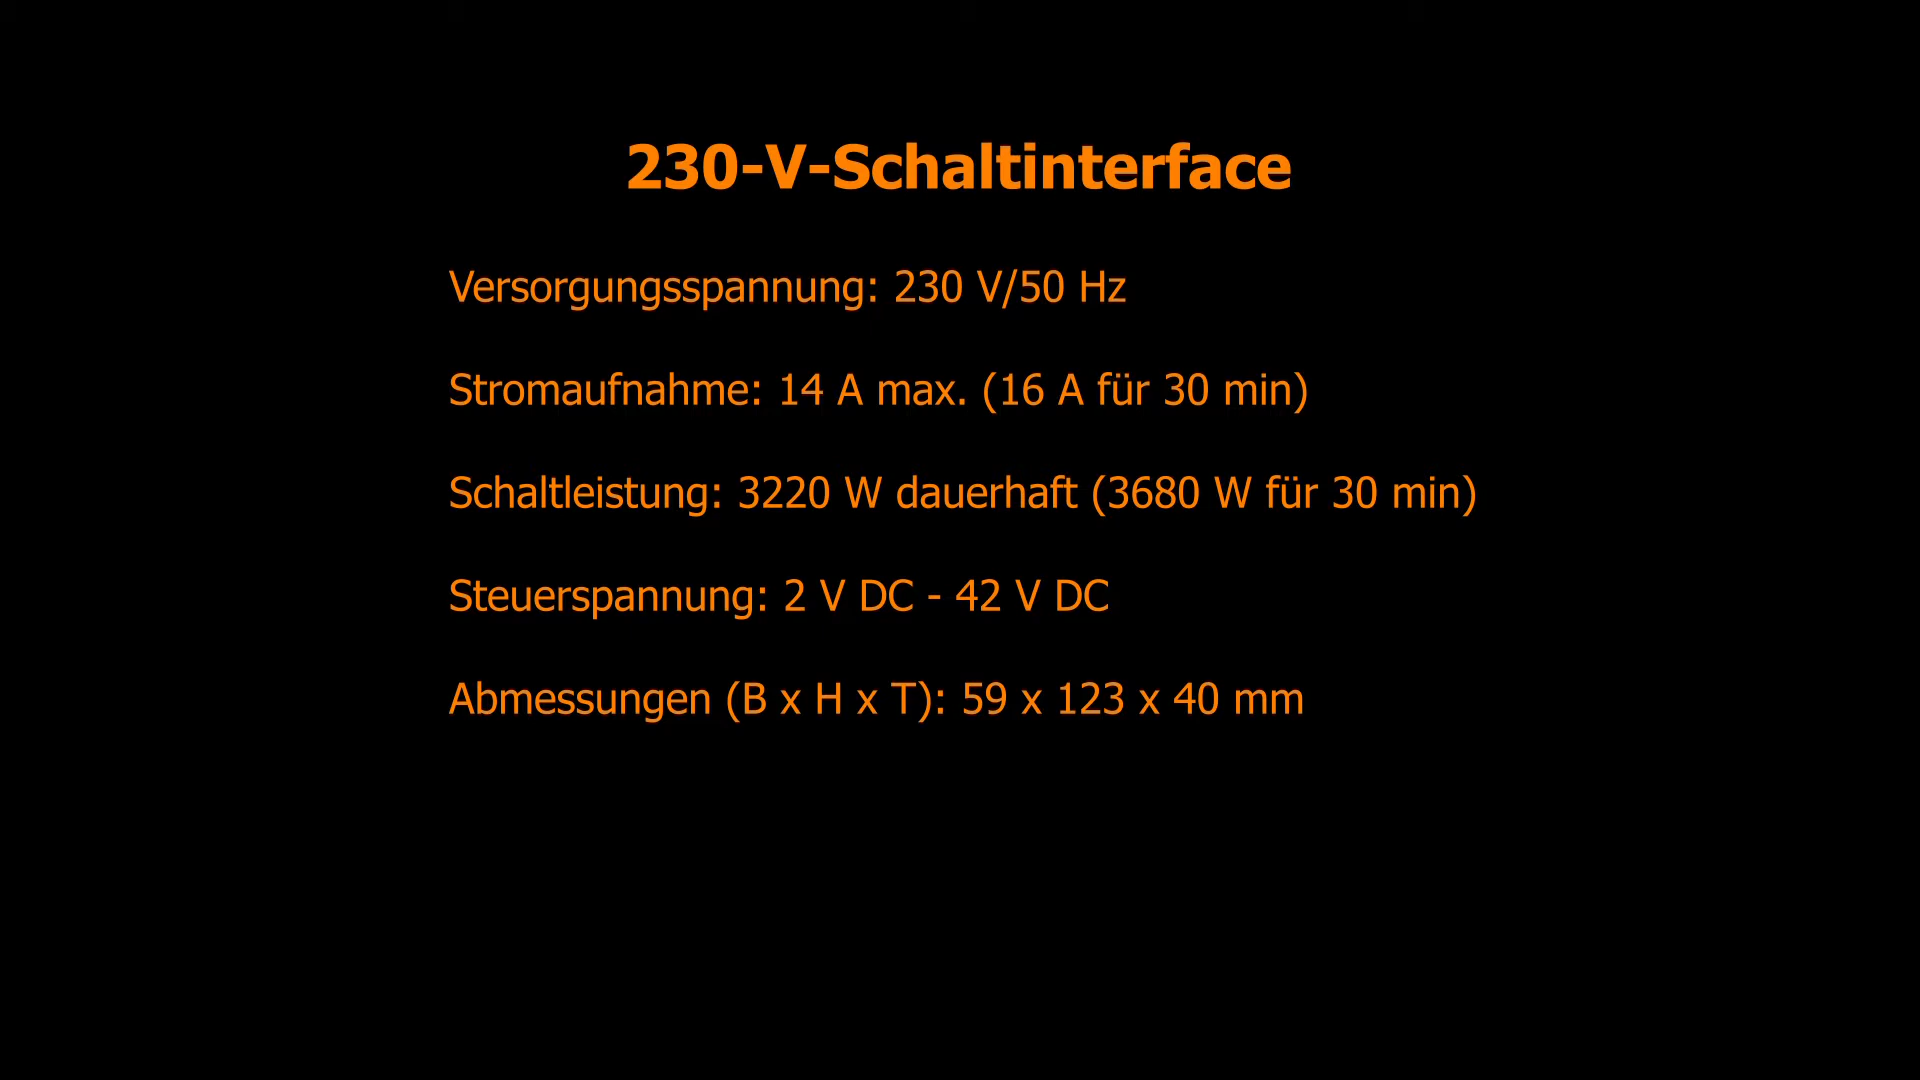 230-V-Schaltinterface
Versorgungsspannung: 230 V/50 Hz
Stromaufnahme: 14 A max. (16 A für 30 min)
Schaltleistung: 3220 W dauerhaft (3680 W für 30 min)
Steuerspannung: 2 V DC - 42 V DC
Abmessungen (B x H x T): 59 x 123 x 40 mm